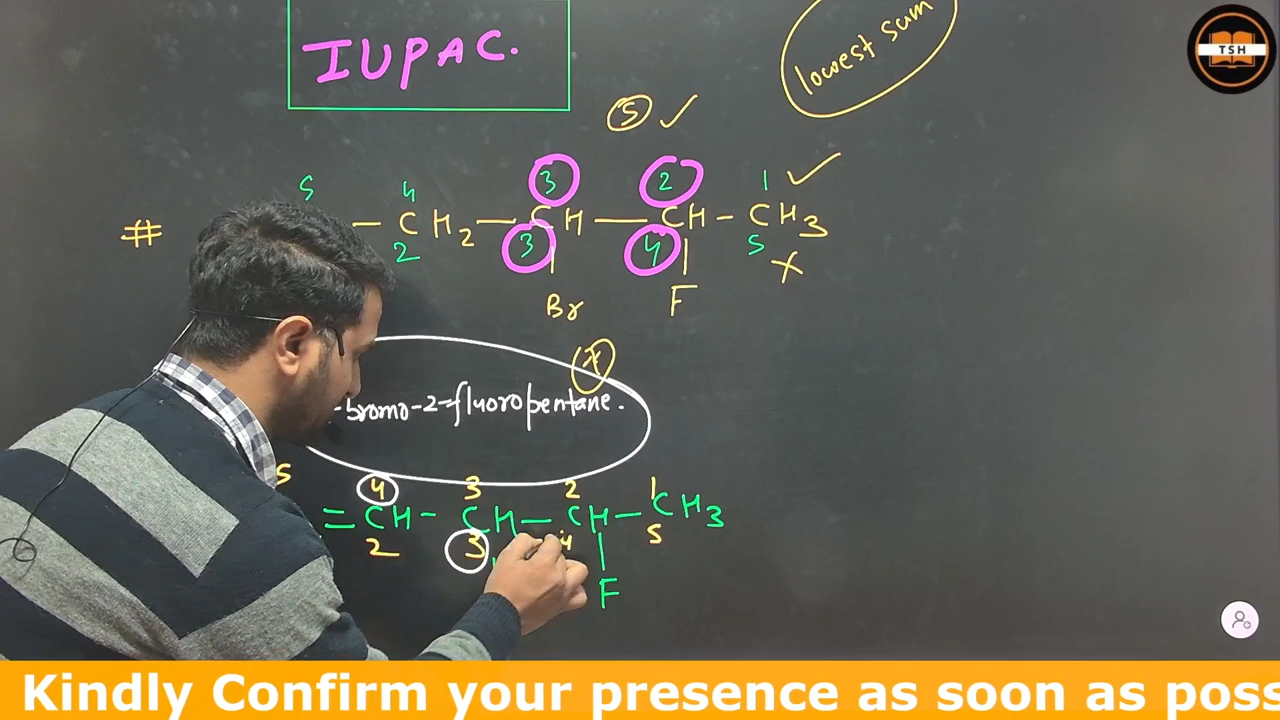 IUPAC.
lowest sum
TSH
5 ✓
5 4 3 2 1 ✓
# — CH2 — CH — CH — CH3
2 3 4 5 ×
Br F
-bromo-2-fluoropentane.
5 4 3 2 1
= CH - CH — CH — CH3
2 3 4 5
F
Kindly Confirm your presence as soon as poss